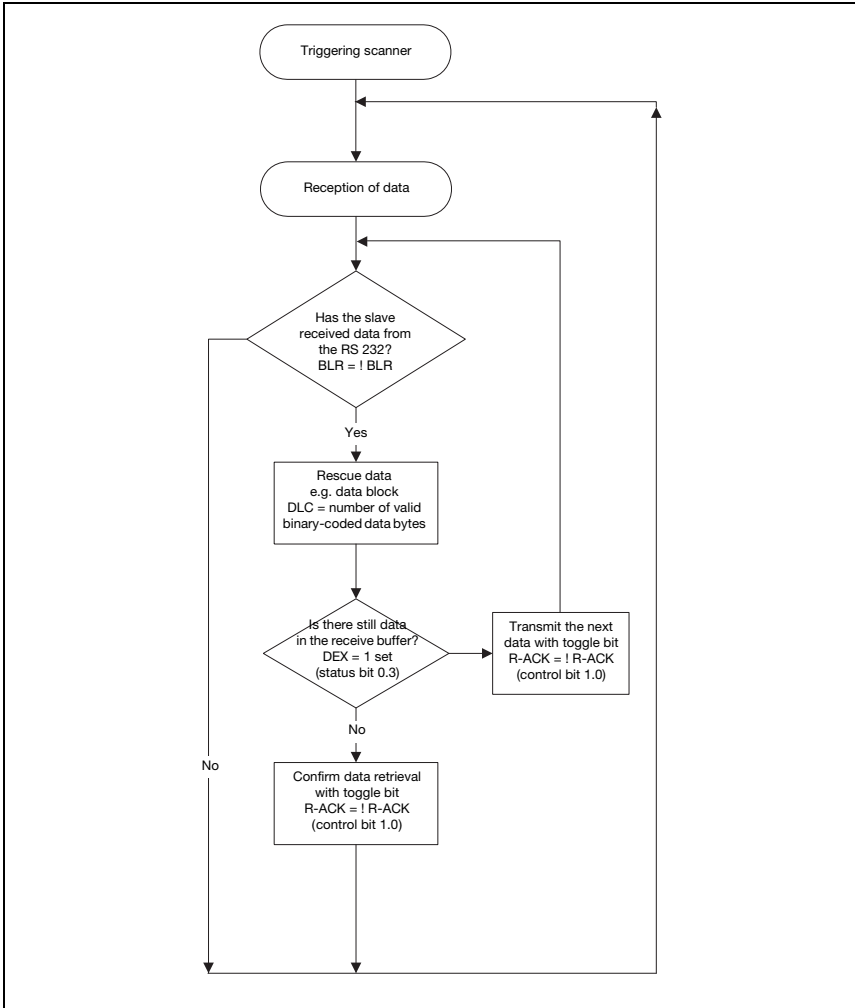 Triggering scanner
Reception of data
Has the slave
received data from
the RS 232?
BLR = ! BLR
Yes
Rescue data
e.g. data block
DLC = number of valid
binary-coded data bytes
Is there still data
in the receive buffer?
DEX = 1 set
(status bit 0.3)
Transmit the next
data with toggle bit
R-ACK = ! R-ACK
(control bit 1.0)
No
No
Confirm data retrieval
with toggle bit
R-ACK = ! R-ACK
(control bit 1.0)